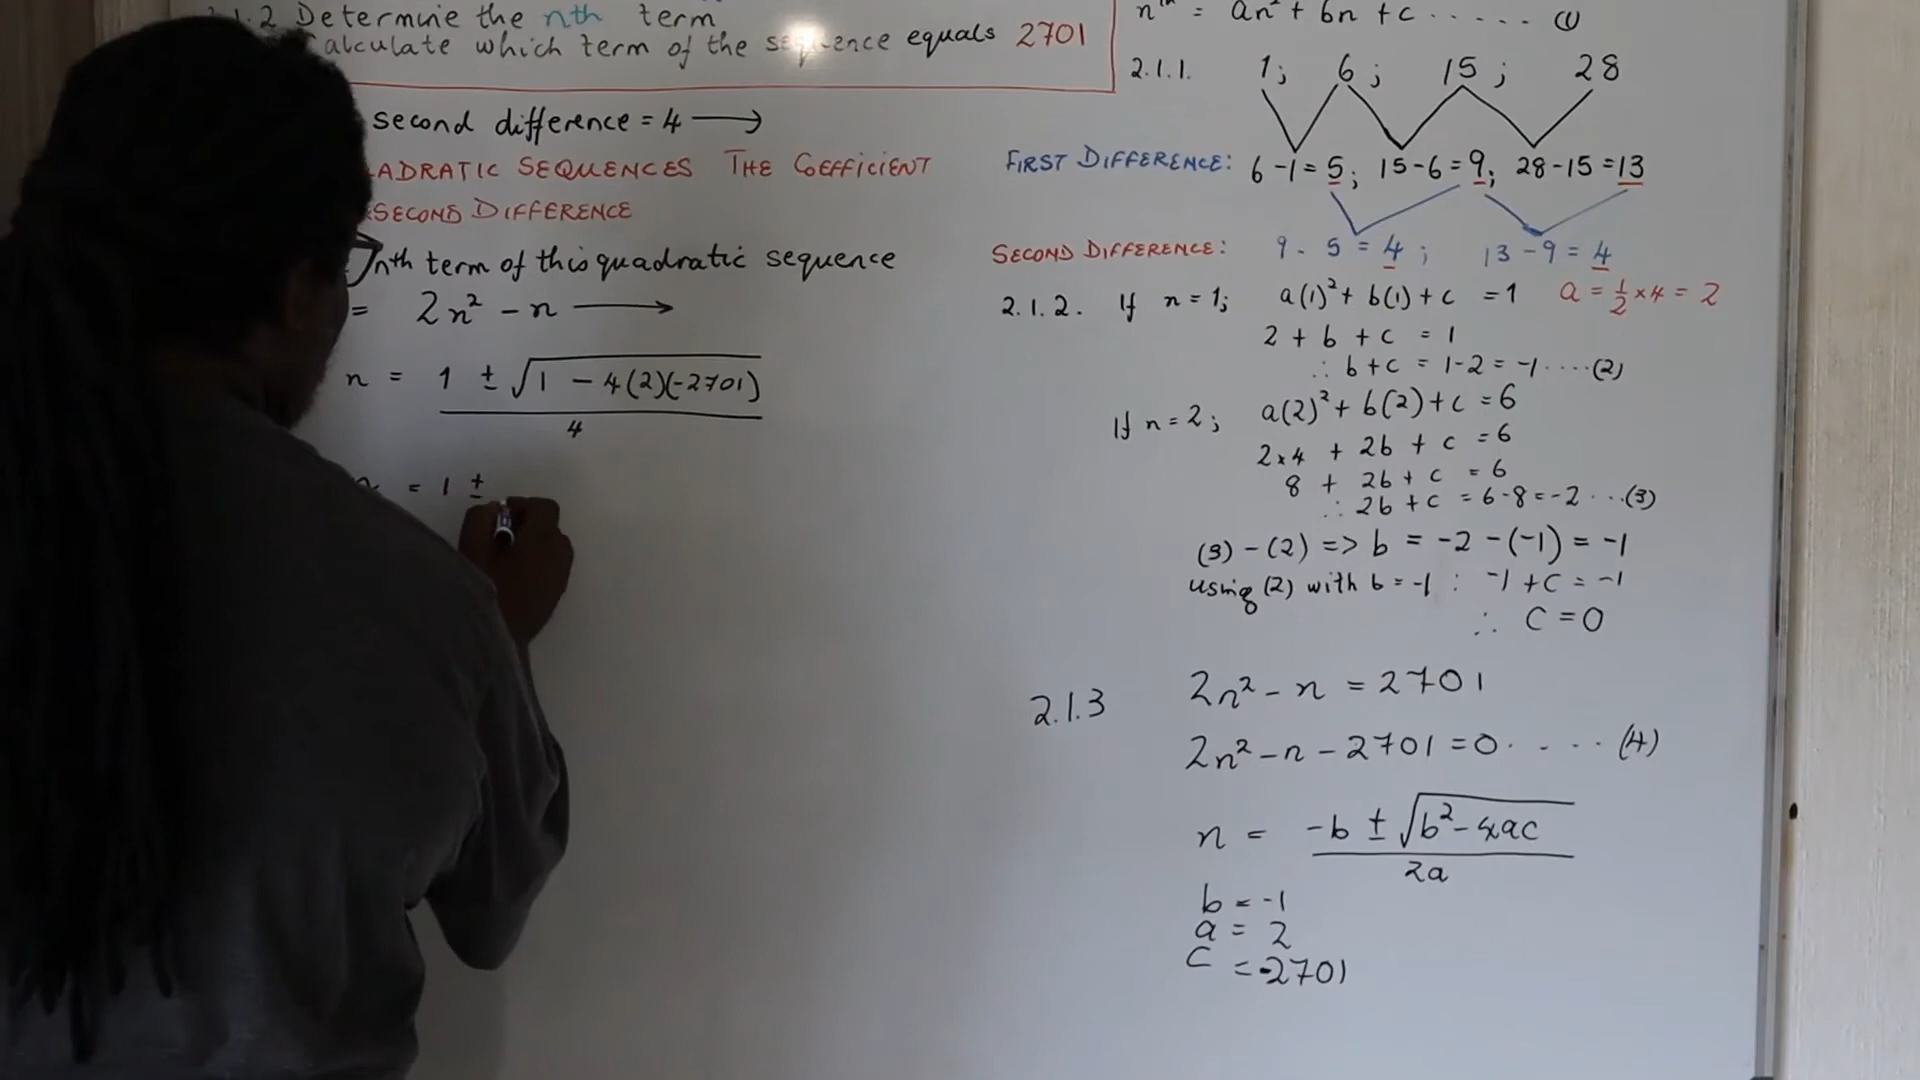 2.1.2 Determine the nth term
Calculate which term of the sequence equals 2701
second difference = 4 ⟶
ADRATIC SEQUENCES THE COEFFICIENT
SECOND DIFFERENCE
nth term of this quadratic sequence
= 2n² - n ⟶
n = 1 ± √(1 - 4(2)(-2701)) / 4
= 1 ±
= an² + bn + c ..... (1)
2.1.1. 1; 6; 15; 28
FIRST DIFFERENCE: 6-1 = 5; 15-6 = 9; 28-15 = 13
SECOND DIFFERENCE: 9 - 5 = 4; 13 - 9 = 4
2.1.2. If n = 1; a(1)² + b(1) + c = 1 a = 1/2 × 4 = 2
2 + b + c = 1
∴ b + c = 1-2 = -1 ....(2)
If n = 2; a(2)² + b(2) + c = 6
2×4 + 2b + c = 6
8 + 2b + c = 6
∴ 2b + c = 6-8 = -2 ...(3)
(3) - (2) => b = -2 - (-1) = -1
using (2) with b = -1 : -1 + c = -1
∴ C = 0
2.1.3 2n² - n = 2701
2n² - n - 2701 = 0 .... (4)
n = -b ± √(b² - 4ac) / 2a
b = -1
a = 2
C = -2701